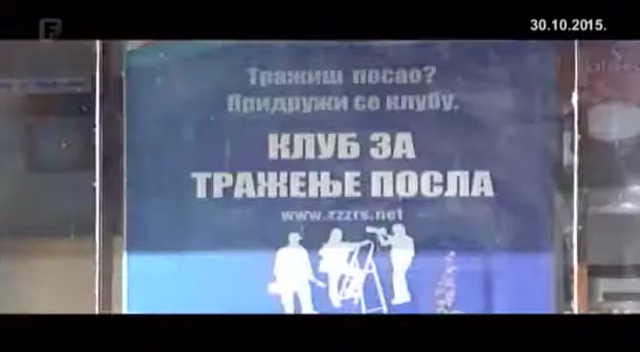 F
30.10.2015.
Тражиш посао?
Придружи се клубу.
КЛУБ ЗА
ТРАЖЕЊЕ ПОСЛА
www.zzzrs.net